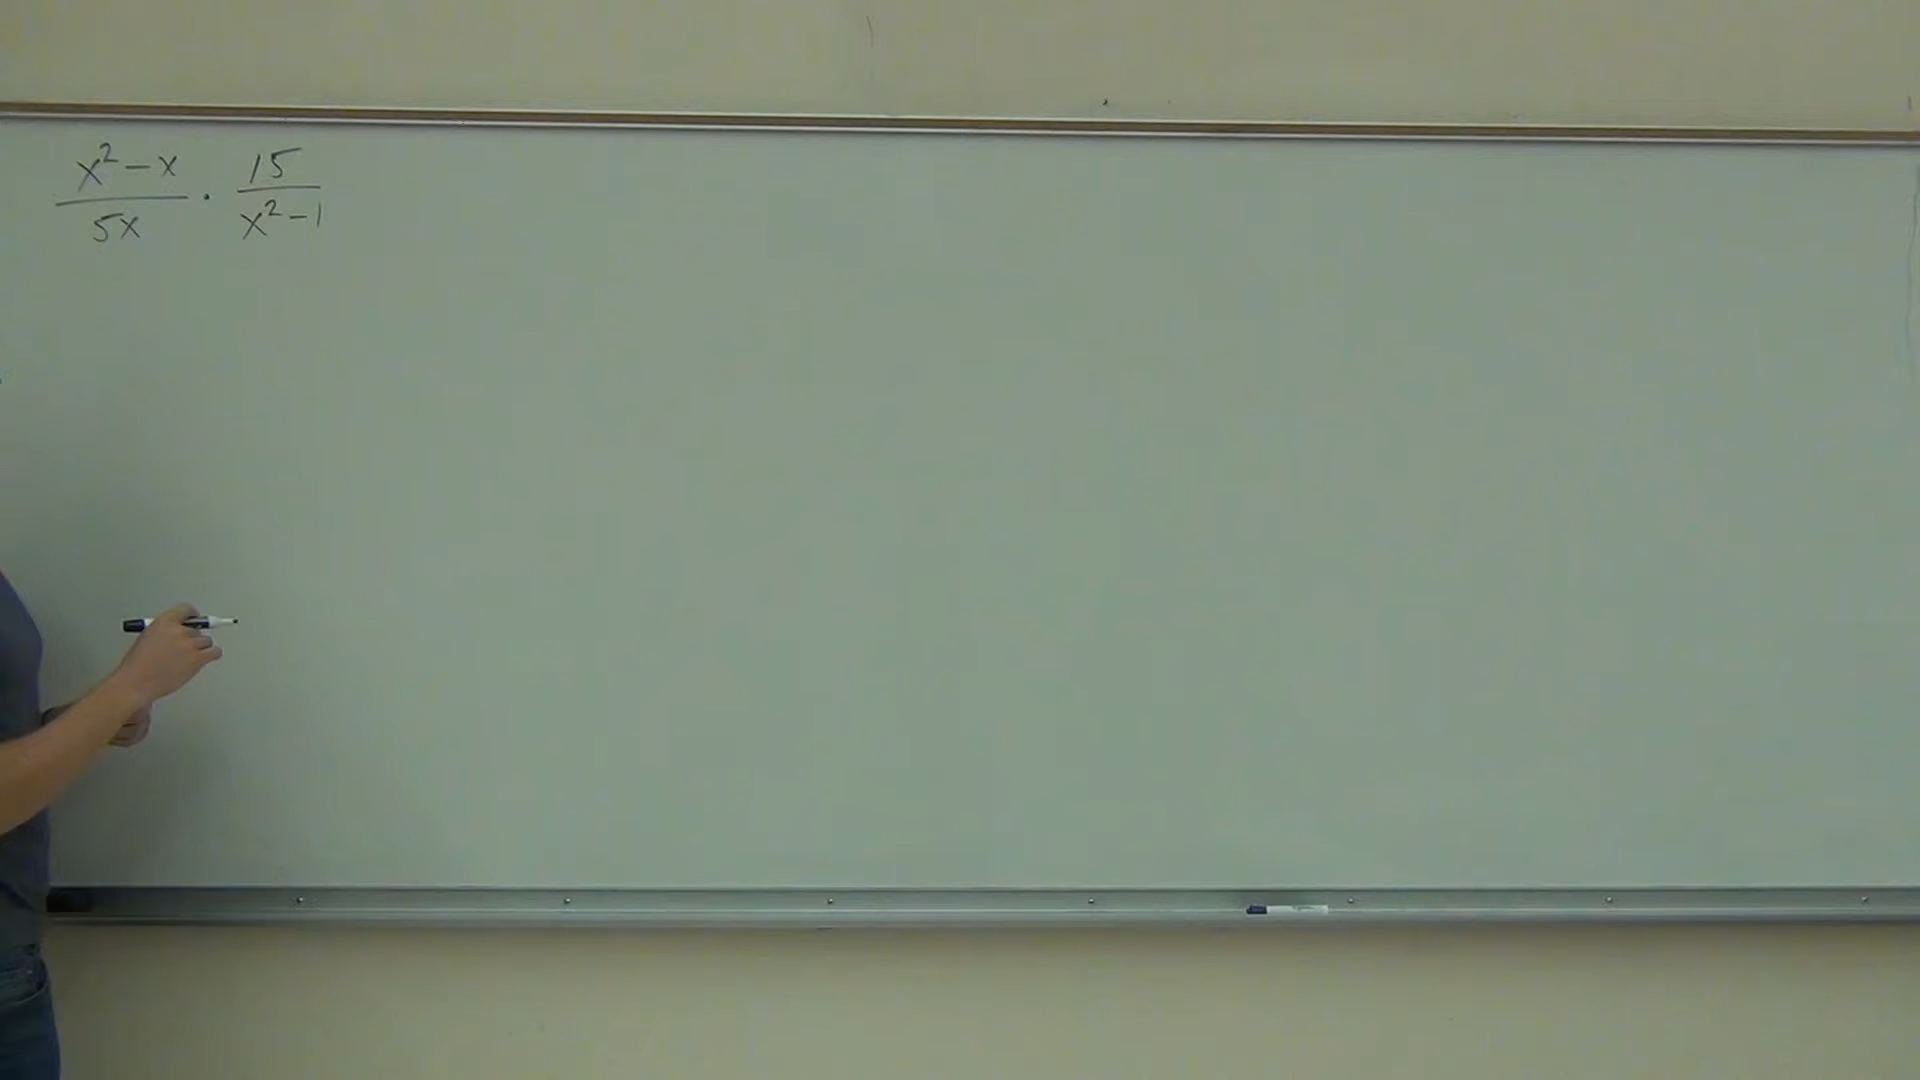 x² - x / 5x · 15 / x² - 1